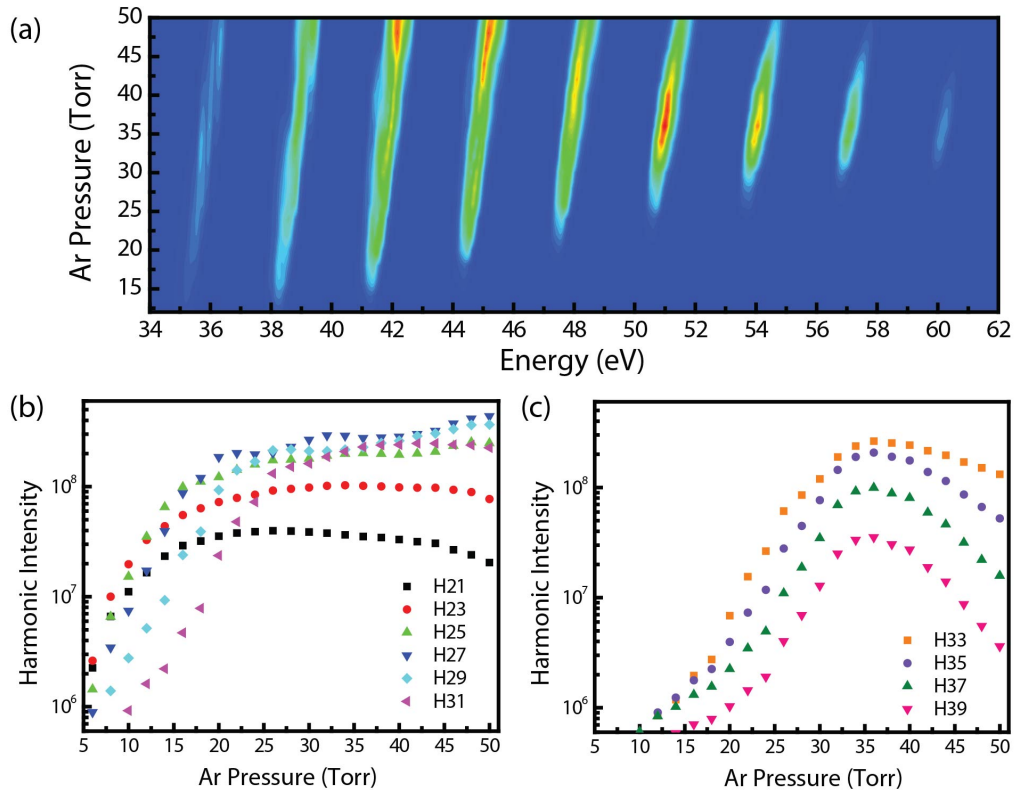 (a)
Ar Pressure (Torr)
50
45
40
35
30
25
20
15
34 36 38 40 42 44 46 48 50 52 54 56 58 60 62
Energy (eV)
(b)
Harmonic Intensity
10⁸
10⁷
10⁶
H21
H23
H25
H27
H29
H31
5 10 15 20 25 30 35 40 45 50
Ar Pressure (Torr)
(c)
Harmonic Intensity
10⁸
10⁷
10⁶
H33
H35
H37
H39
5 10 15 20 25 30 35 40 45 50
Ar Pressure (Torr)